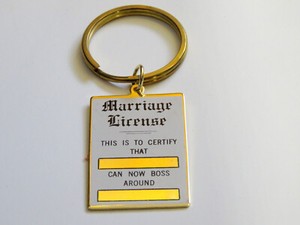 Marriage
License
THIS IS TO CERTIFY
THAT
CAN NOW BOSS
AROUND